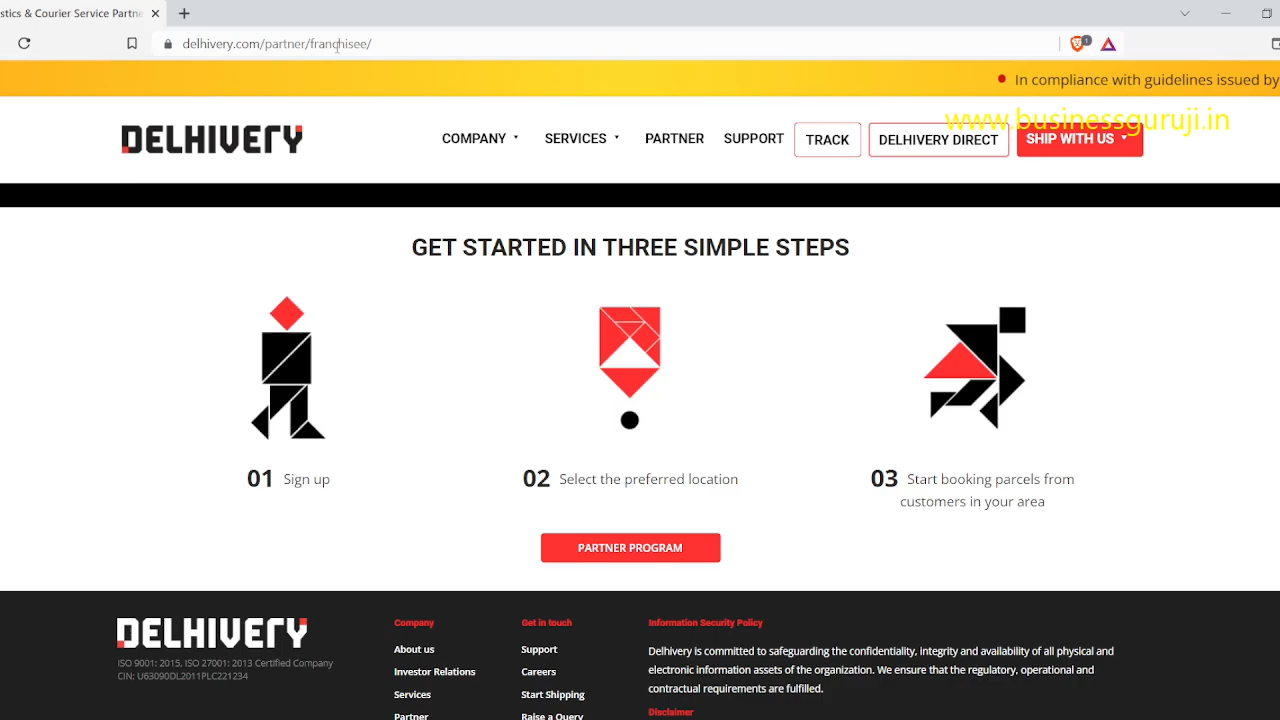 stics & Courier Service Partne
delhivery.com/partner/franchisee/
1
In compliance with guidelines issued by
www.businessguruji.in
DELHIVERY
COMPANY
SERVICES
PARTNER
SUPPORT
TRACK
DELHIVERY DIRECT
SHIP WITH US
GET STARTED IN THREE SIMPLE STEPS
01 Sign up
02 Select the preferred location
03 Start booking parcels from
customers in your area
PARTNER PROGRAM
DELHIVERY
ISO 9001: 2015, ISO 27001: 2013 Certified Company
CIN: U63090DL2011PLC221234
Company
About us
Investor Relations
Services
Partner
Get in touch
Support
Careers
Start Shipping
Raise a Query
Information Security Policy
Delhivery is committed to safeguarding the confidentiality, integrity and availability of all physical and
electronic information assets of the organization. We ensure that the regulatory, operational and
contractual requirements are fulfilled.
Disclaimer